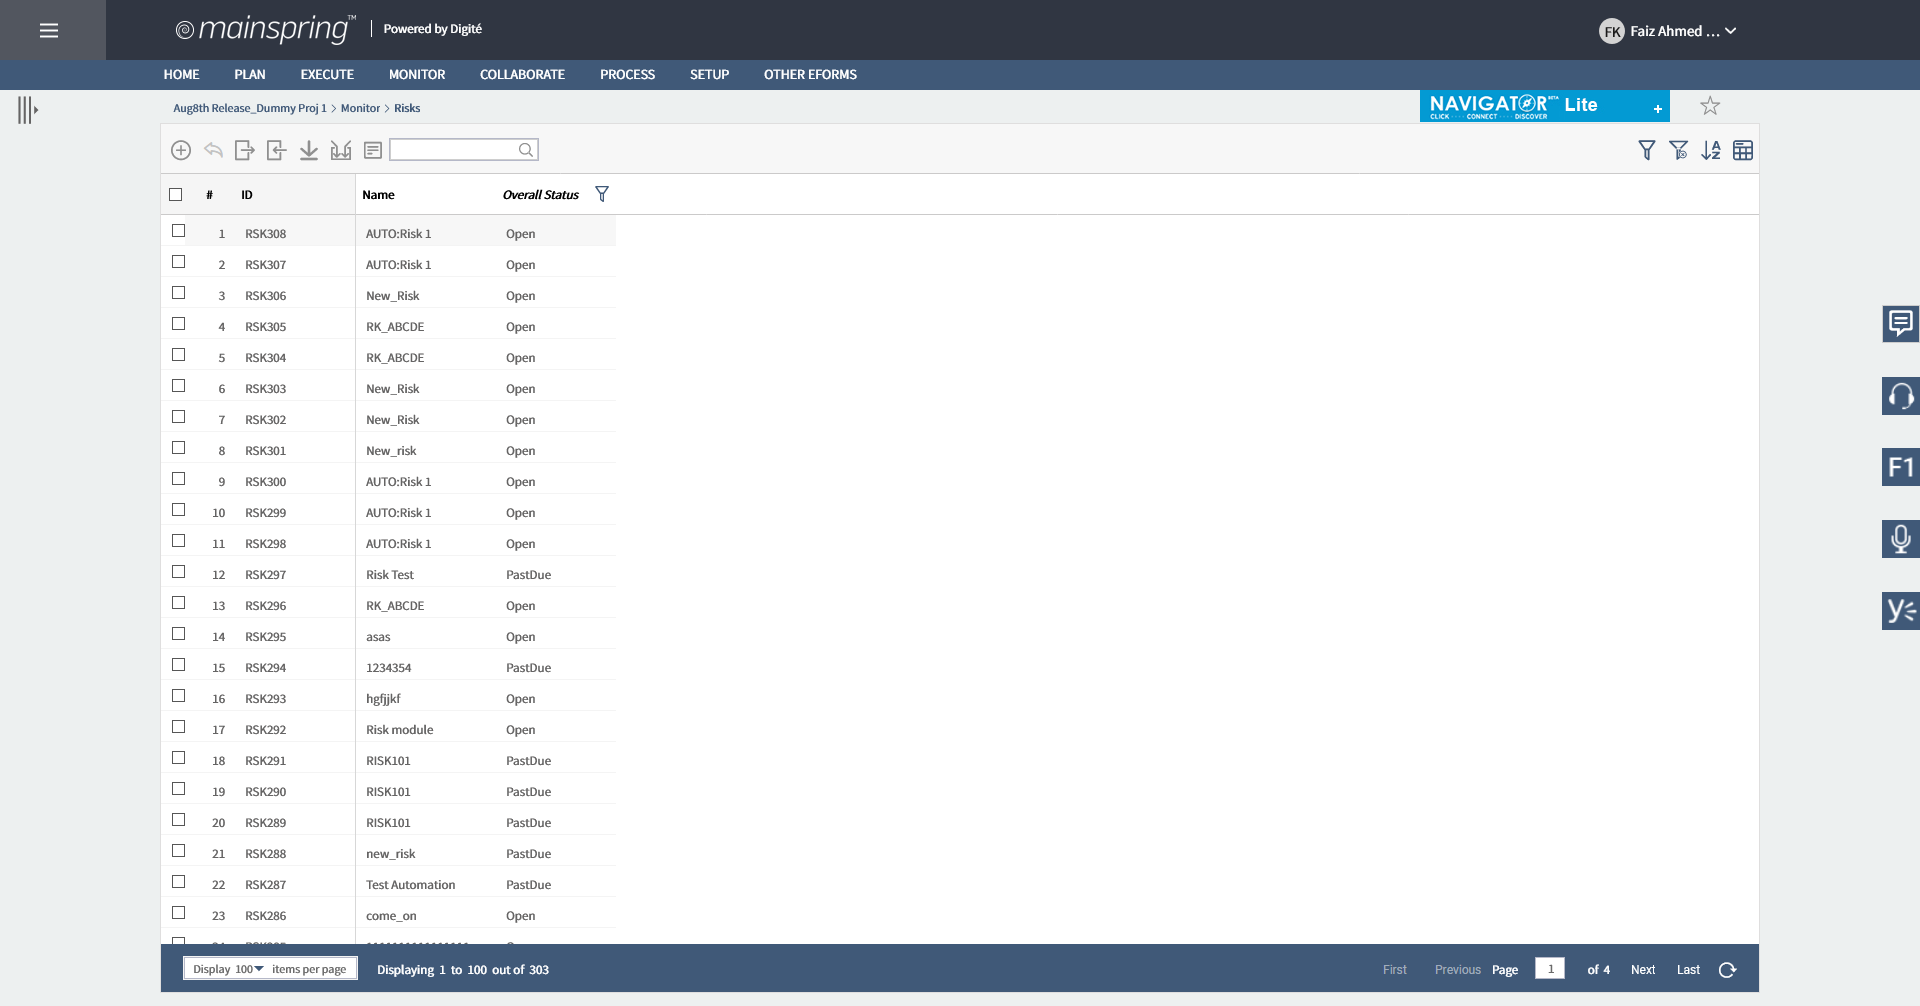 mainspring™ Powered by Digité
FK Faiz Ahmed ...
HOME PLAN EXECUTE MONITOR COLLABORATE PROCESS SETUP OTHER EFORMS
Aug8th Release_Dummy Proj 1 > Monitor > Risks
NAVIGATOR BETA Lite +
CLICK ···· CONNECT ···· DISCOVER
# ID Name Overall Status
1 RSK308 AUTO:Risk 1 Open
2 RSK307 AUTO:Risk 1 Open
3 RSK306 New_Risk Open
4 RSK305 RK_ABCDE Open
5 RSK304 RK_ABCDE Open
6 RSK303 New_Risk Open
7 RSK302 New_Risk Open
8 RSK301 New_risk Open
9 RSK300 AUTO:Risk 1 Open
10 RSK299 AUTO:Risk 1 Open
11 RSK298 AUTO:Risk 1 Open
12 RSK297 Risk Test PastDue
13 RSK296 RK_ABCDE Open
14 RSK295 asas Open
15 RSK294 1234354 PastDue
16 RSK293 hgfjjkf Open
17 RSK292 Risk module Open
18 RSK291 RISK101 PastDue
19 RSK290 RISK101 PastDue
20 RSK289 RISK101 PastDue
21 RSK288 new_risk PastDue
22 RSK287 Test Automation PastDue
23 RSK286 come_on Open
F1
Display 100 items per page Displaying 1 to 100 out of 303 First Previous Page 1 of 4 Next Last